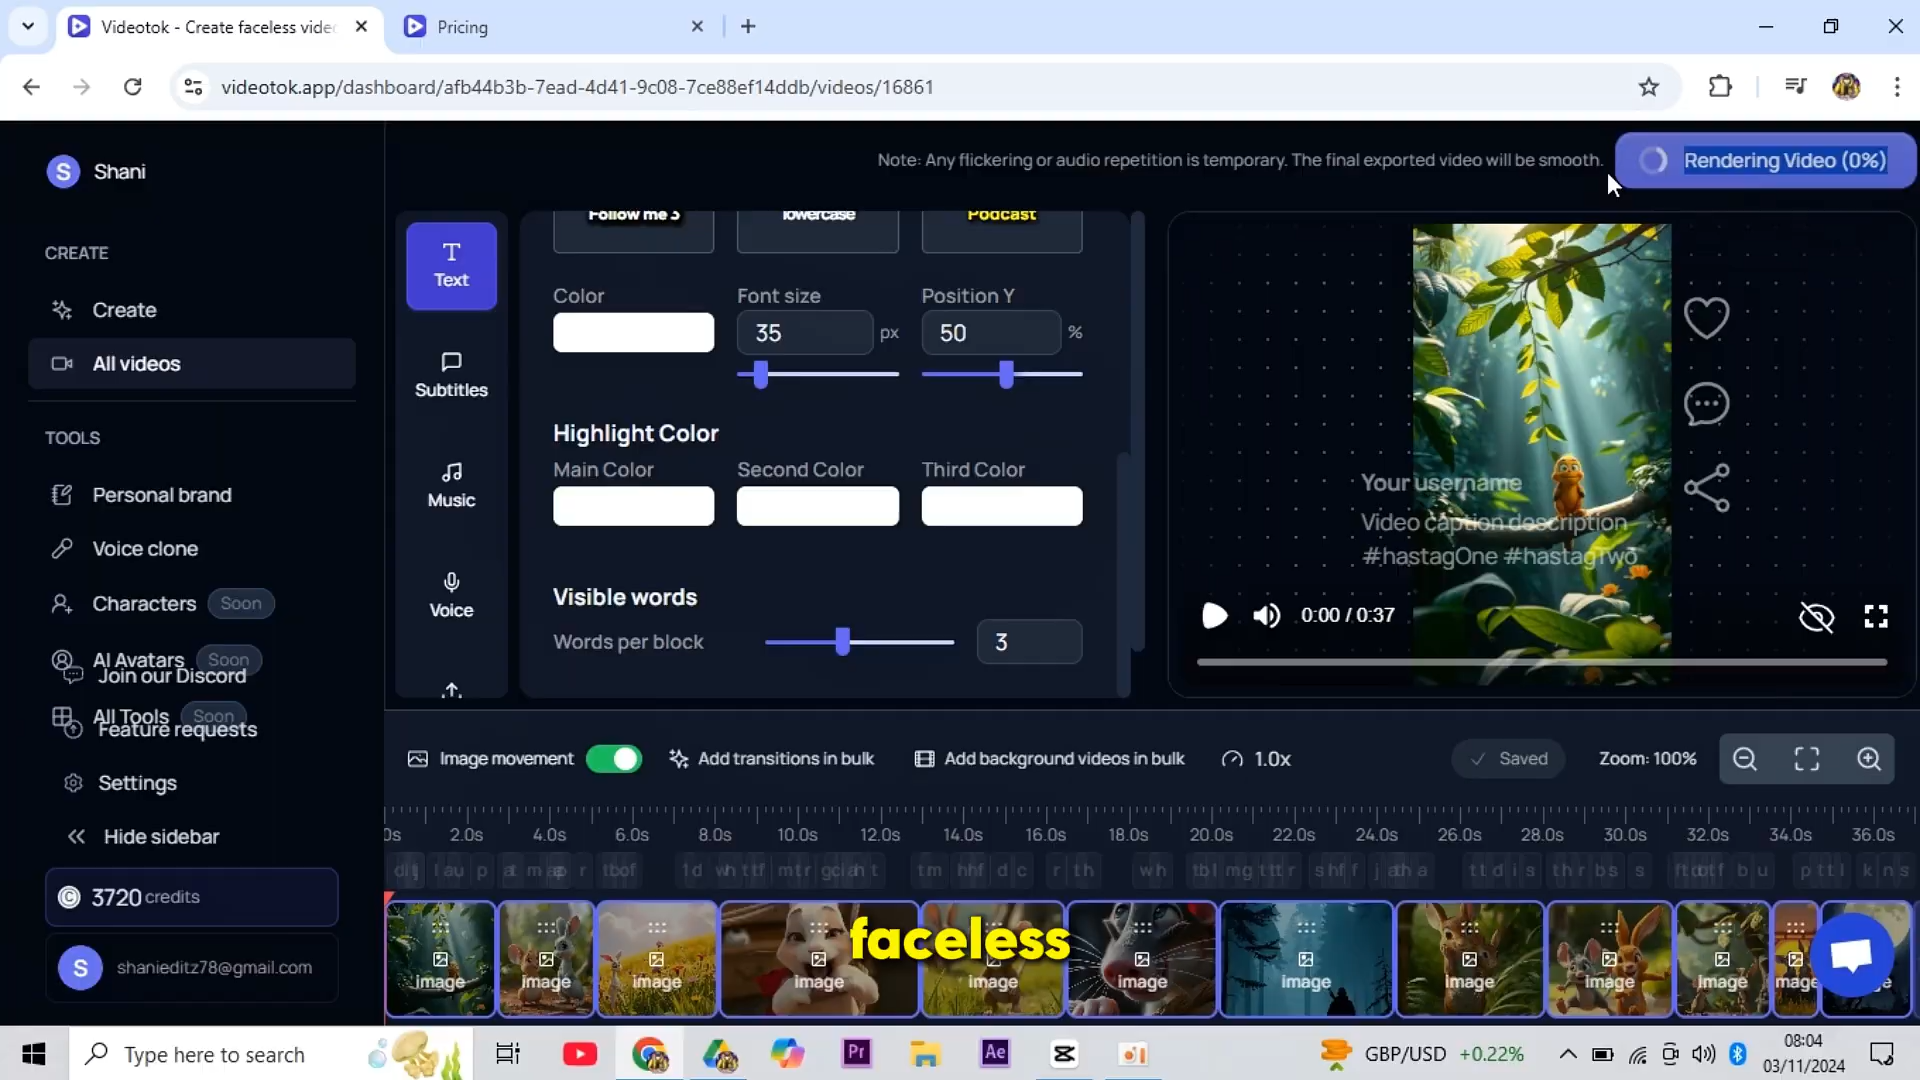 Videotok - Create faceless vide
Pricing
videotok.app/dashboard/afb44b3b-7ead-4d41-9c08-7ce88ef14ddb/videos/16861
S Shani
Note: Any flickering or audio repetition is temporary. The final exported video will be smooth.
Rendering Video (0%)
CREATE
Create
All videos
TOOLS
Personal brand
Voice clone
Characters Soon
AI Avatars Soon
Join our Discord
All Tools Soon
Feature requests
Settings
Hide sidebar
3720 credits
S shanieditz78@gmail.com
T
Text
Subtitles
Music
Voice
Follow me 3
lowercase
Podcast
Color
Font size
Position Y
35 px
50 %
Highlight Color
Main Color
Second Color
Third Color
Visible words
Words per block
3
Your username
Video caption description
#hastagOne #hastagTwo
0:00 / 0:37
Image movement
Add transitions in bulk
Add background videos in bulk
1.0x
Saved
Zoom: 100%
0s 2.0s 4.0s 6.0s 8.0s 10.0s 12.0s 14.0s 16.0s 18.0s 20.0s 22.0s 24.0s 26.0s 28.0s 30.0s 32.0s 34.0s 36.0s
faceless
image image image image image image image image image image image
Type here to search
Pr
Ae
GBP/USD +0.22%
08:04
03/11/2024